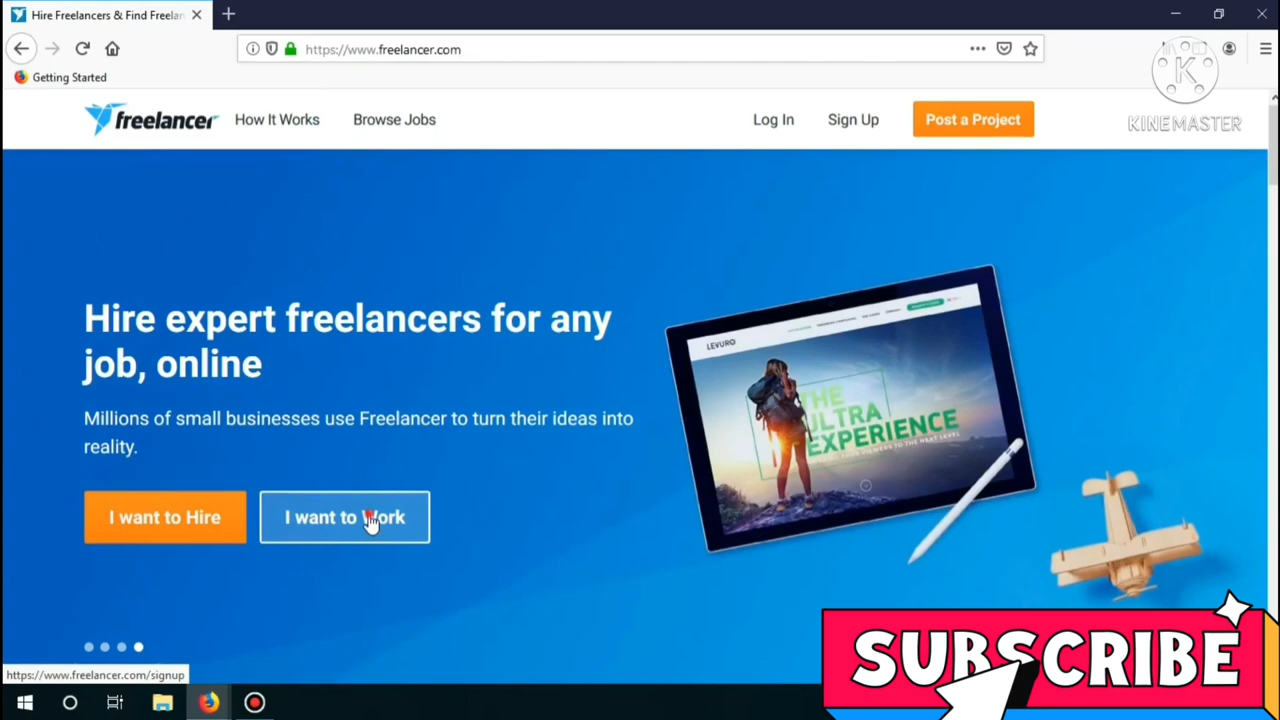 Hire Freelancers & Find Freelan
https://www.freelancer.com
Getting Started
freelancer
How It Works
Browse Jobs
Log In
Sign Up
Post a Project
K
KINEMASTER
Hire expert freelancers for any
job, online
Millions of small businesses use Freelancer to turn their ideas into
reality.
I want to Hire
I want to Work
LEVURO
THE
ULTRA
EXPERIENCE
https://www.freelancer.com/signup
SUBSCRIBE